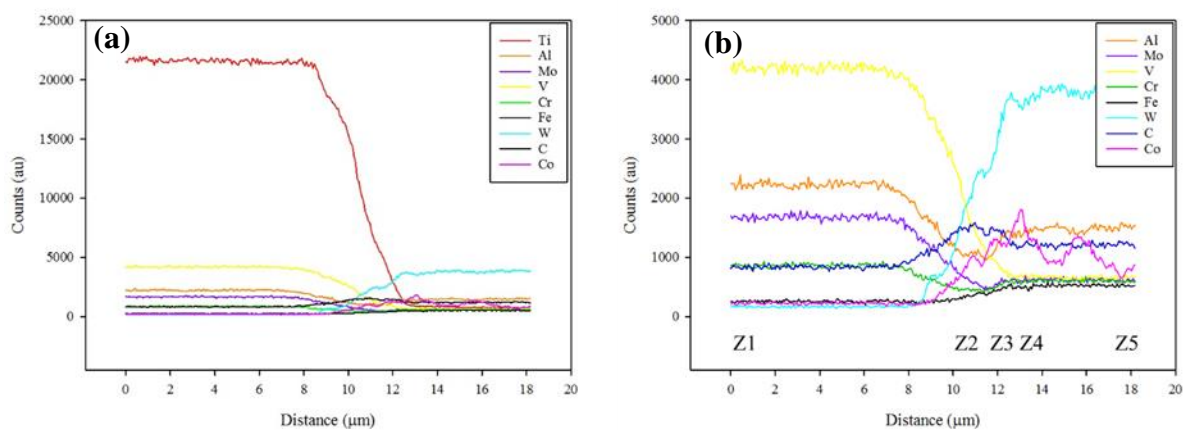 (a)
25000
20000
15000
10000
5000
0
Counts (au)
Ti
Al
Mo
V
Cr
Fe
W
C
Co
0 2 4 6 8 10 12 14 16 18 20
Distance (µm)
(b)
5000
4000
3000
2000
1000
0
Counts (au)
Al
Mo
V
Cr
Fe
W
C
Co
Z1 Z2 Z3 Z4 Z5
0 2 4 6 8 10 12 14 16 18 20
Distance (µm)